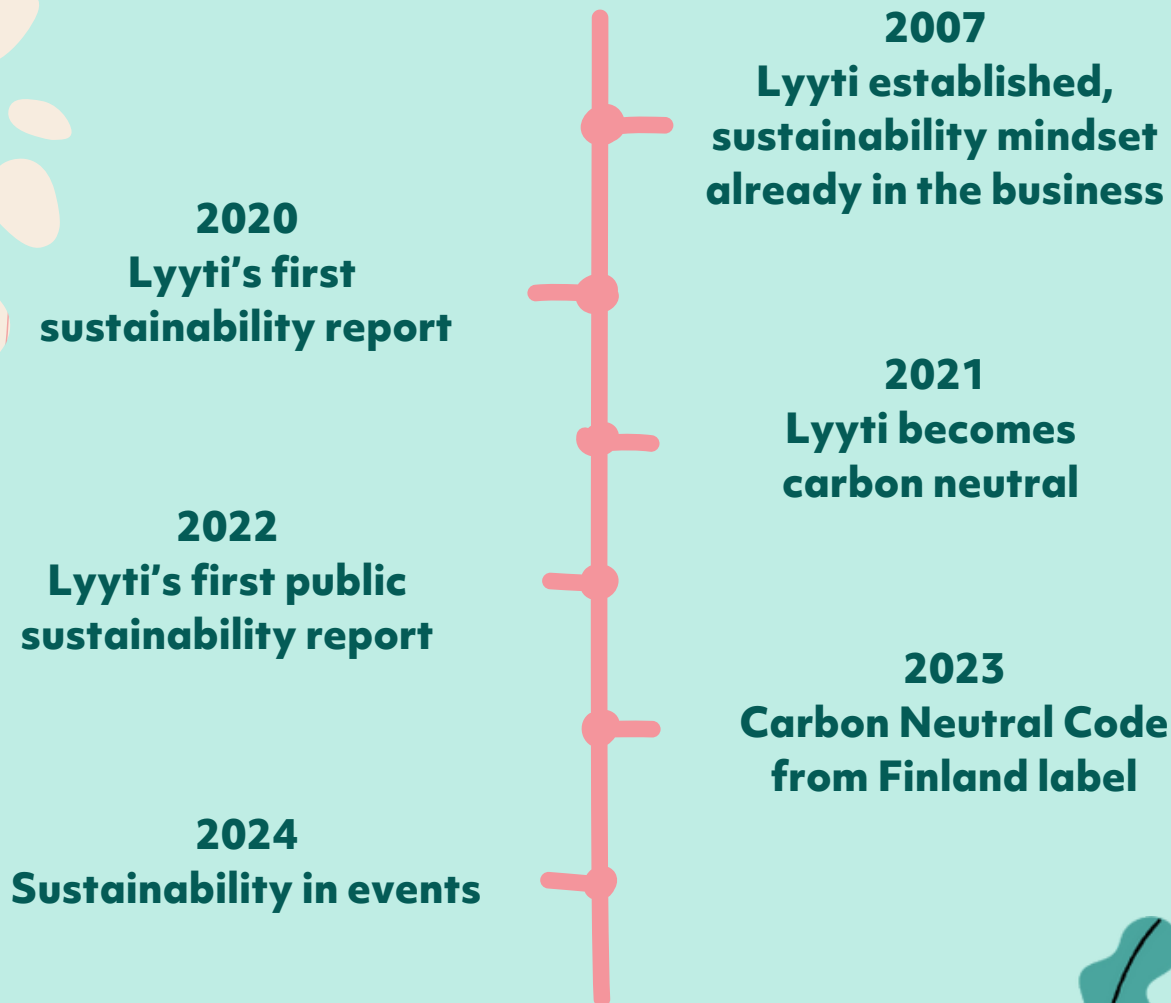 2007
Lyyti established,
sustainability mindset
already in the business
2020
Lyyti's first
sustainability report
2021
Lyyti becomes
carbon neutral
2022
Lyyti's first public
sustainability report
2023
Carbon Neutral Code
from Finland label
2024
Sustainability in events